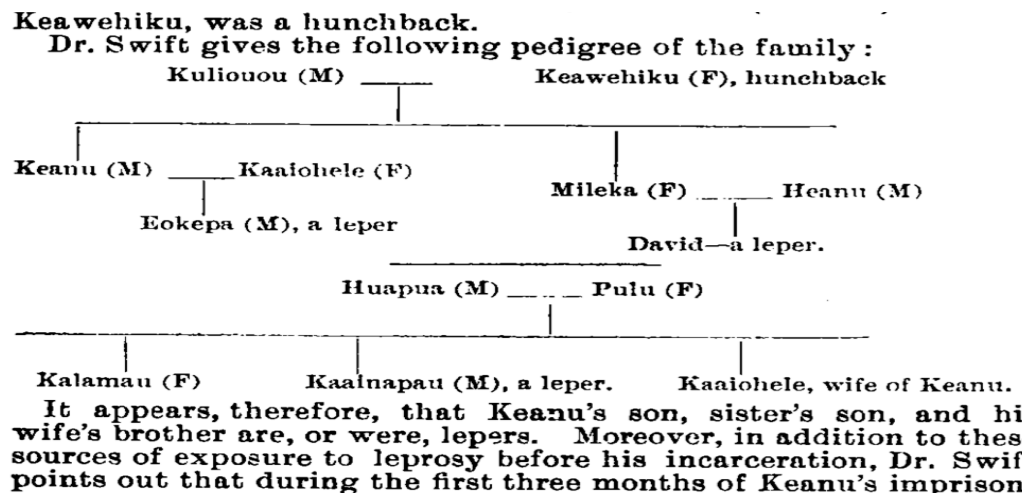 Keawehiku, was a hunchback.
Dr. Swift gives the following pedigree of the family :
Kuliouou (M) Keawehiku (F), hunchback
Keanu (M) Kaaiohele (F)
Mileka (F) Heanu (M)
Eokepa (M), a leper
David—a leper.
Huapua (M) Pulu (F)
Kalamau (F) Kaainapau (M), a leper. Kaaiohele, wife of Keanu.
It appears, therefore, that Keanu's son, sister's son, and hi
wife's brother are, or were, lepers. Moreover, in addition to thes
sources of exposure to leprosy before his incarceration, Dr. Swif
points out that during the first three months of Keanu's imprison